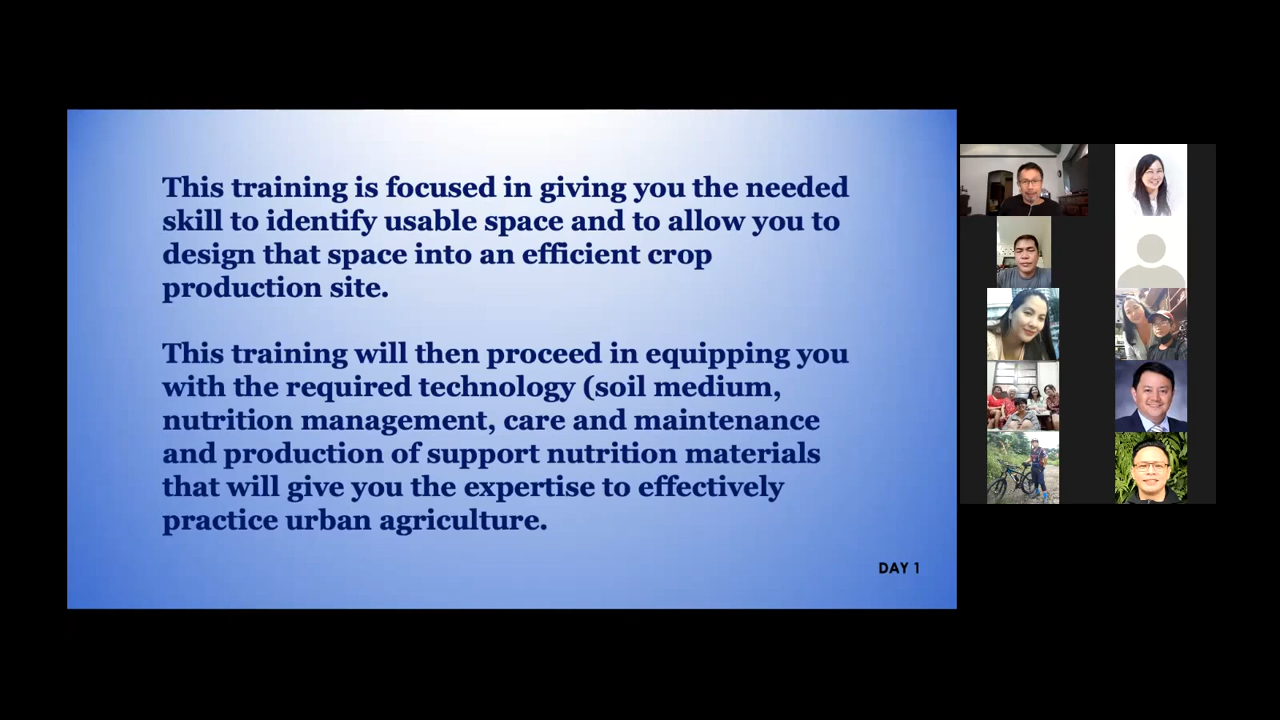 This training is focused in giving you the needed
skill to identify usable space and to allow you to
design that space into an efficient crop
production site.
This training will then proceed in equipping you
with the required technology (soil medium,
nutrition management, care and maintenance
and production of support nutrition materials
that will give you the expertise to effectively
practice urban agriculture.
DAY 1